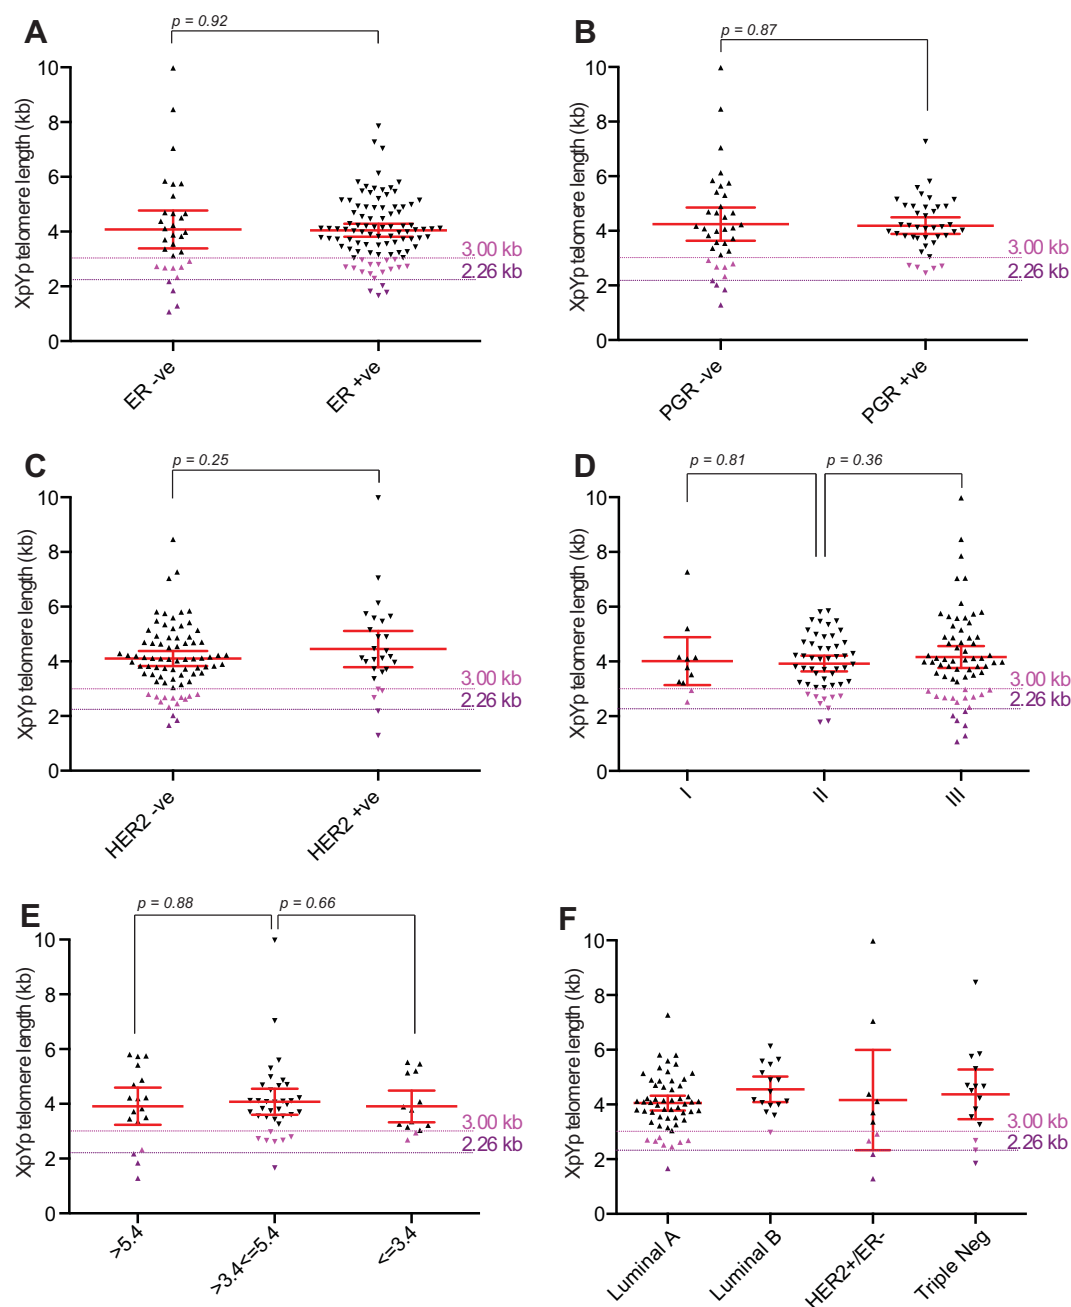 A
p = 0.92
XpYp telomere length (kb)
10
8
6
4
2
0
3.00 kb
2.26 kb
ER -ve
ER +ve
B
p = 0.87
XpYp telomere length (kb)
10
8
6
4
2
0
3.00 kb
2.26 kb
PGR -ve
PGR +ve
C
p = 0.25
XpYp telomere length (kb)
10
8
6
4
2
0
3.00 kb
2.26 kb
HER2 -ve
HER2 +ve
D
p = 0.81
p = 0.36
XpYp telomere length (kb)
10
8
6
4
2
0
3.00 kb
2.26 kb
I
II
III
E
p = 0.88
p = 0.66
XpYp telomere length (kb)
10
8
6
4
2
0
3.00 kb
2.26 kb
>5.4
>3.4<=5.4
<=3.4
F
XpYp telomere length (kb)
10
8
6
4
2
0
3.00 kb
2.26 kb
Luminal A
Luminal B
HER2+/ER-
Triple Neg